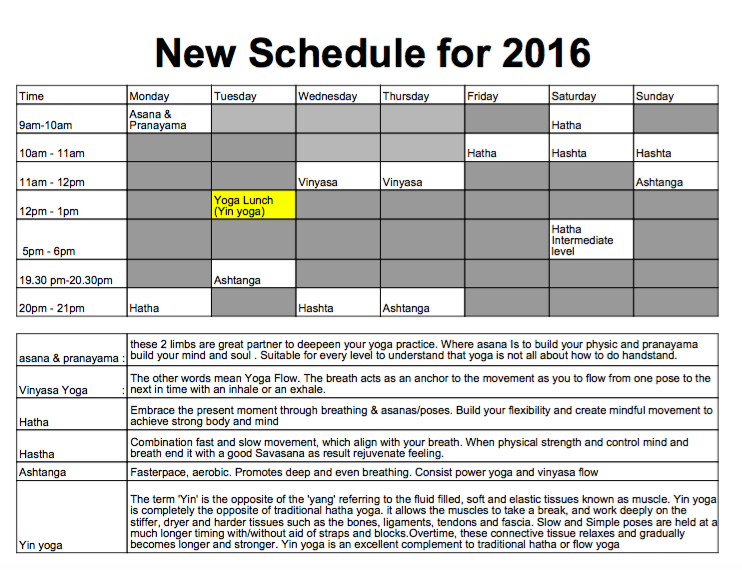 New Schedule for 2016
Time Monday Tuesday Wednesday Thursday Friday Saturday Sunday
9am-10am Asana & Pranayama Hatha
10am - 11am Hatha Hashta Hashta
11am - 12pm Vinyasa Vinyasa Ashtanga
12pm - 1pm Yoga Lunch (Yin yoga)
5pm - 6pm Hatha Intermediate level
19.30 pm-20.30pm Ashtanga
20pm - 21pm Hatha Hashta Ashtanga
asana & pranayama : these 2 limbs are great partner to deepeen your yoga practice. Where asana Is to build your physic and pranayama
build your mind and soul . Suitable for every level to understand that yoga is not all about how to do handstand.
Vinyasa Yoga : The other words mean Yoga Flow. The breath acts as an anchor to the movement as you to flow from one pose to the
next in time with an inhale or an exhale.
Hatha Embrace the present moment through breathing & asanas/poses. Build your flexibility and create mindful movement to
achieve strong body and mind
Hastha Combination fast and slow movement, which align with your breath. When physical strength and control mind and
breath end it with a good Savasana as result rejuvenate feeling.
Ashtanga Fasterpace, aerobic. Promotes deep and even breathing. Consist power yoga and vinyasa flow
Yin yoga The term 'Yin' is the opposite of the 'yang' referring to the fluid filled, soft and elastic tissues known as muscle. Yin yoga
is completely the opposite of traditional hatha yoga. it allows the muscles to take a break, and work deeply on the
stiffer, dryer and harder tissues such as the bones, ligaments, tendons and fascia. Slow and Simple poses are held at a
much longer timing with/without aid of straps and blocks.Overtime, these connective tissue relaxes and gradually
becomes longer and stronger. Yin yoga is an excellent complement to traditional hatha or flow yoga